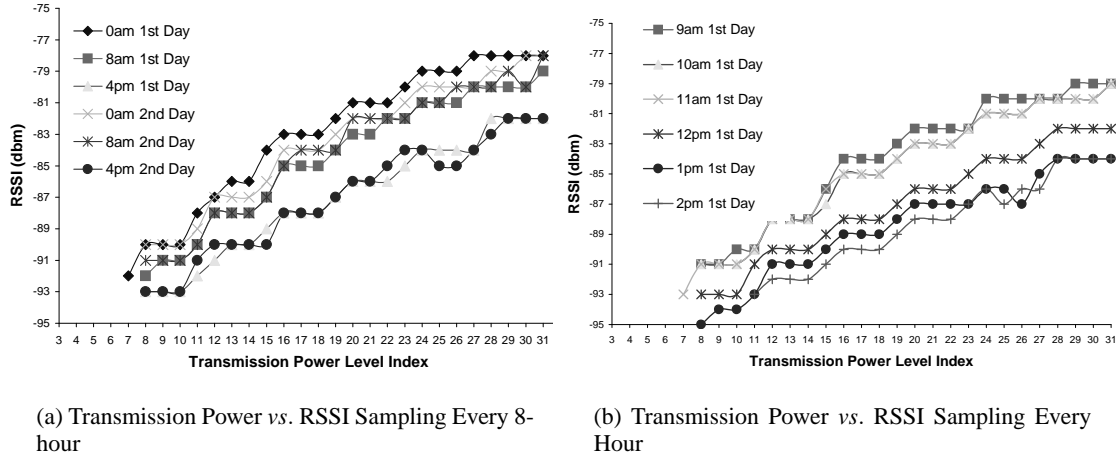 -75
-77
-79
-81
-83
-85
-87
-89
-91
-93
-95
RSSI (dbm)
0am 1st Day
8am 1st Day
4pm 1st Day
0am 2nd Day
8am 2nd Day
4pm 2nd Day
3 4 5 6 7 8 9 10 11 12 13 14 15 16 17 18 19 20 21 22 23 24 25 26 27 28 29 30 31
Transmission Power Level Index
(a) Transmission Power vs. RSSI Sampling Every 8-
hour
-75
-77
-79
-81
-83
-85
-87
-89
-91
-93
-95
RSSI (dbm)
9am 1st Day
10am 1st Day
11am 1st Day
12pm 1st Day
1pm 1st Day
2pm 1st Day
3 4 5 6 7 8 9 10 11 12 13 14 15 16 17 18 19 20 21 22 23 24 25 26 27 28 29 30 31
Transmission Power Level Index
(b) Transmission Power vs. RSSI Sampling Every
Hour